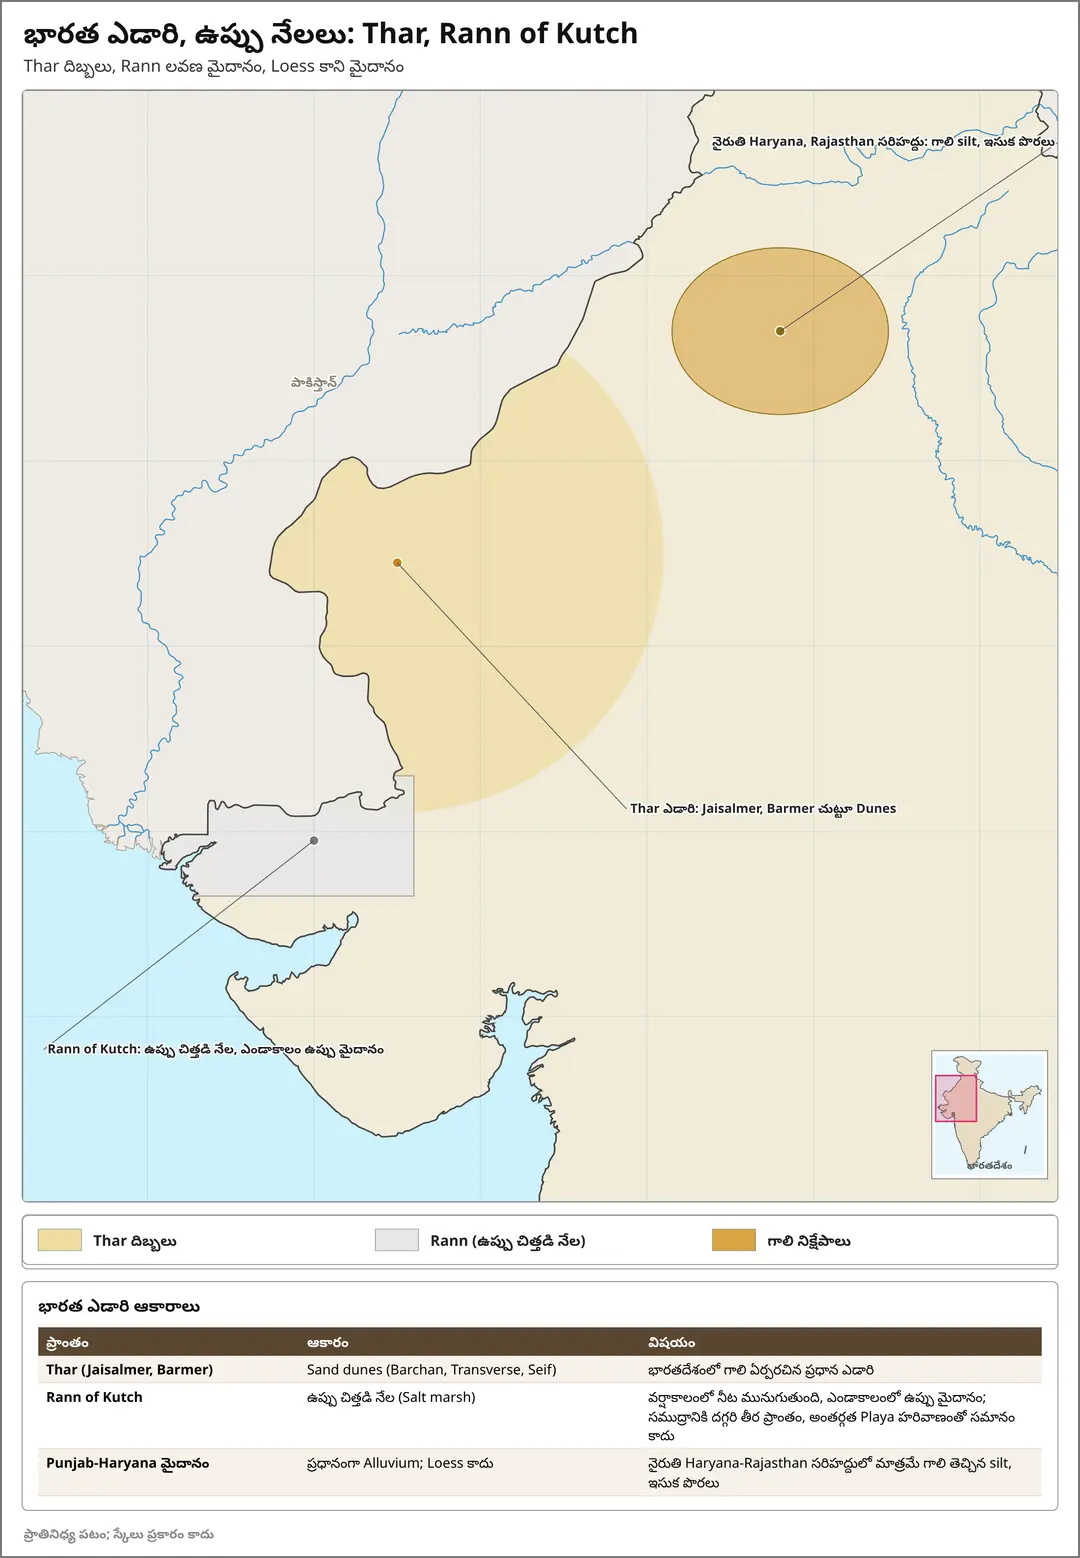 భారత ఎడారి, ఉప్పు నేలలు: Thar, Rann of Kutch
Thar దిబ్బలు, Rann లవణ మైదానం, Loess కాని మైదానం
నైరుతి Haryana, Rajasthan సరిహద్దు: గాలి silt, ఇసుక పొరలు
పాకిస్తాన్
Thar ఎడారి: Jaisalmer, Barmer చుట్టూ Dunes
Rann of Kutch: ఉప్పు చిత్తడి నేల, ఎండాకాలం ఉప్పు మైదానం
భారతదేశం
Thar దిబ్బలు
Rann (ఉప్పు చిత్తడి నేల)
గాలి నిక్షేపాలు
భారత ఎడారి ఆకారాలు
ప్రాంతం ఆకారం విషయం
Thar (Jaisalmer, Barmer) Sand dunes (Barchan, Transverse, Seif) భారతదేశంలో గాలి ఏర్పరచిన ప్రధాన ఎడారి
Rann of Kutch ఉప్పు చిత్తడి నేల (Salt marsh) వర్షాకాలంలో నీట మునుగుతుంది, ఎండాకాలంలో ఉప్పు మైదానం;
సముద్రానికి దగ్గరి తీర ప్రాంతం, అంతర్గత Playa హరివాణంతో సమానం
కాదు
Punjab-Haryana మైదానం ప్రధానంగా Alluvium; Loess కాదు నైరుతి Haryana-Rajasthan సరిహద్దులో మాత్రమే గాలి తెచ్చిన silt,
ఇసుక పొరలు
ప్రాతినిధ్య పటం; స్కేలు ప్రకారం కాదు